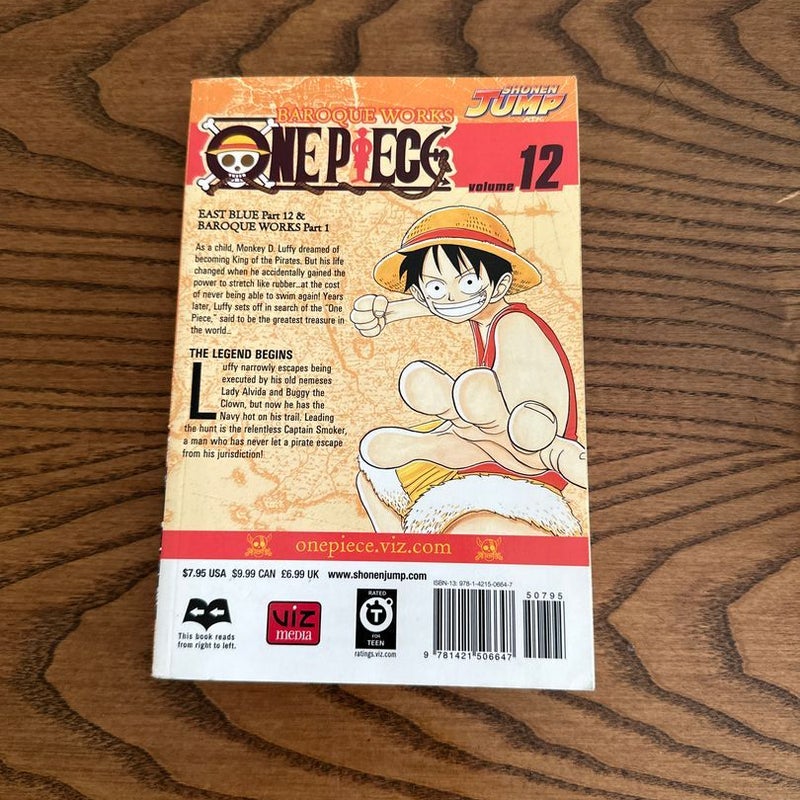 SHONEN
JUMP
BAROQUE WORKS
ONE PIECE
volume 12
EAST BLUE Part 12 &
BAROQUE WORKS Part 1
As a child, Monkey D. Luffy dreamed of
becoming King of the Pirates. But his life
changed when he accidentally gained the
power to stretch like rubber...at the cost
of never being able to swim again! Years
later, Luffy sets off in search of the "One
Piece," said to be the greatest treasure in
the world...
THE LEGEND BEGINS
Luffy narrowly escapes being
executed by his old nemeses
Lady Alvida and Buggy the
Clown, but now he has the
Navy hot on his trail. Leading
the hunt is the relentless Captain Smoker,
a man who has never let a pirate escape
from his jurisdiction!
onepiece.viz.com
$7.95 USA $9.99 CAN £6.99 UK www.shonenjump.com
ISBN-13: 978-1-4215-0664-7
50795
This book reads
from right to left.
viz
media
RATED
T
FOR
TEEN
ratings.viz.com
9 781421 506647